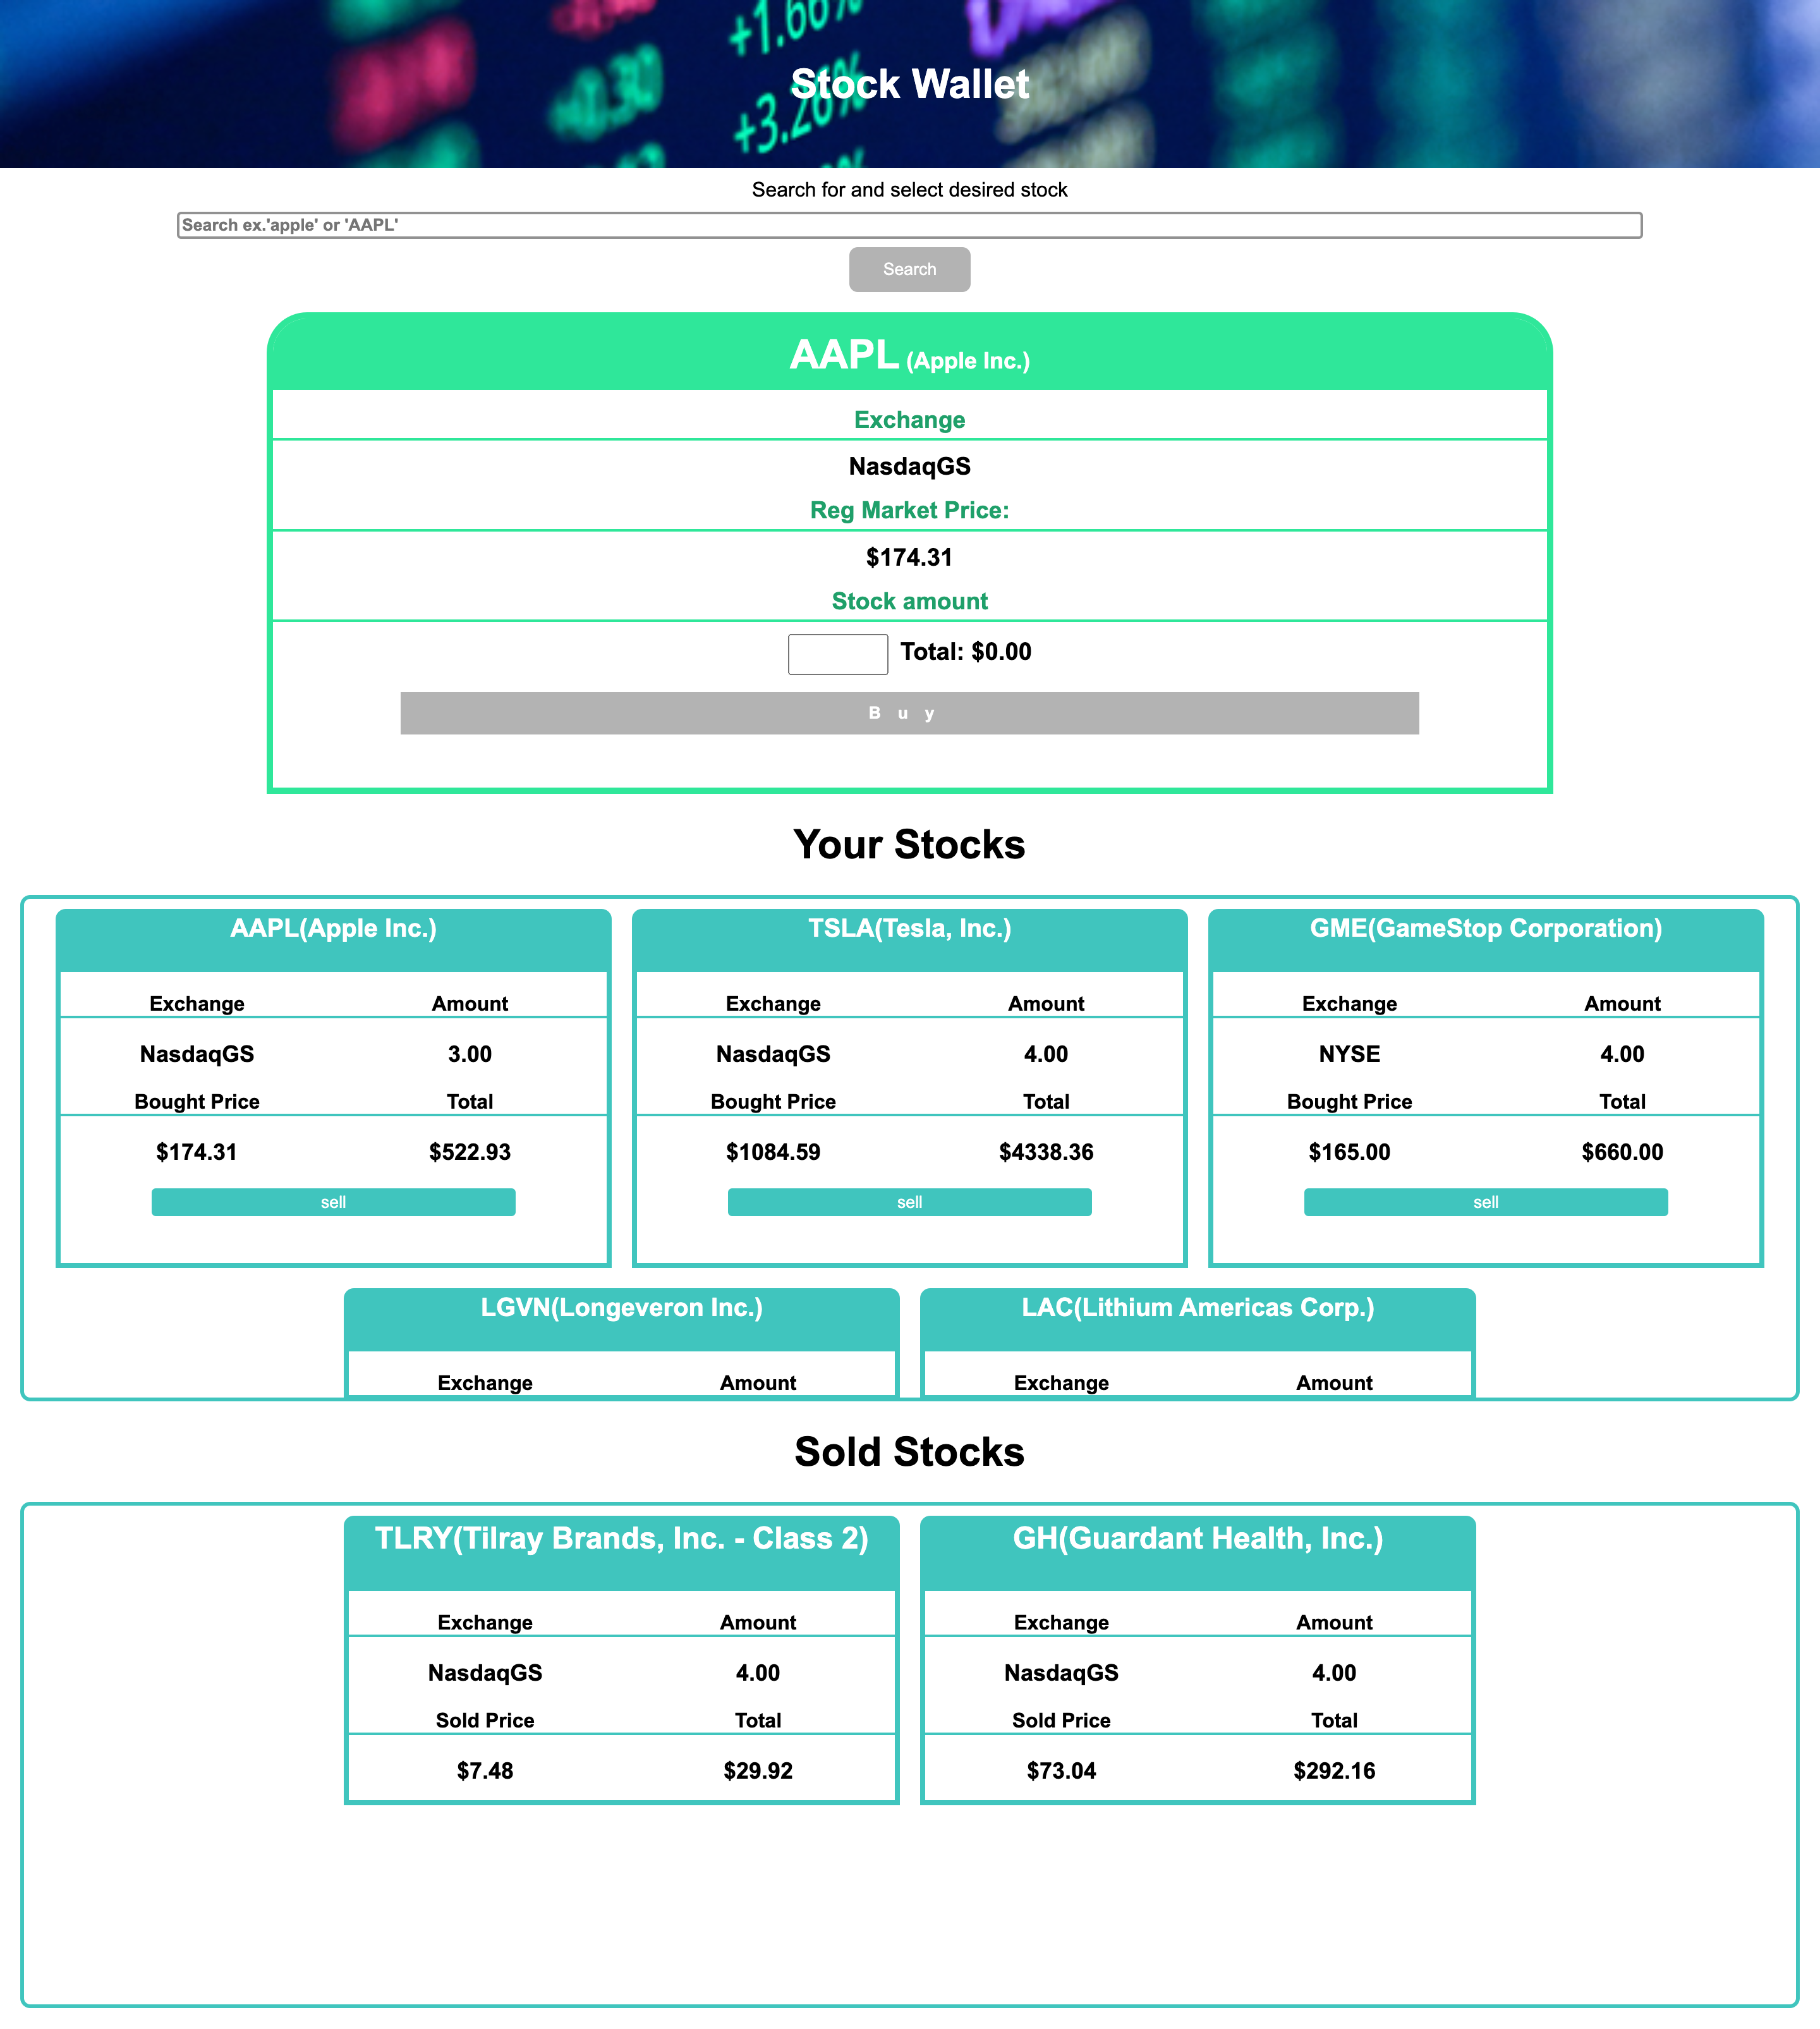 +1.66%
+0.30
Stock Wallet
+3.26%
Search for and select desired stock
Search ex.'apple' or 'AAPL'
Search
AAPL (Apple Inc.)
Exchange
NasdaqGS
Reg Market Price:
$174.31
Stock amount
Total: $0.00
B u y
Your Stocks
AAPL(Apple Inc.)
Exchange Amount
NasdaqGS 3.00
Bought Price Total
$174.31 $522.93
sell
TSLA(Tesla, Inc.)
Exchange Amount
NasdaqGS 4.00
Bought Price Total
$1084.59 $4338.36
sell
GME(GameStop Corporation)
Exchange Amount
NYSE 4.00
Bought Price Total
$165.00 $660.00
sell
LGVN(Longeveron Inc.)
Exchange Amount
LAC(Lithium Americas Corp.)
Exchange Amount
Sold Stocks
TLRY(Tilray Brands, Inc. - Class 2)
Exchange Amount
NasdaqGS 4.00
Sold Price Total
$7.48 $29.92
GH(Guardant Health, Inc.)
Exchange Amount
NasdaqGS 4.00
Sold Price Total
$73.04 $292.16